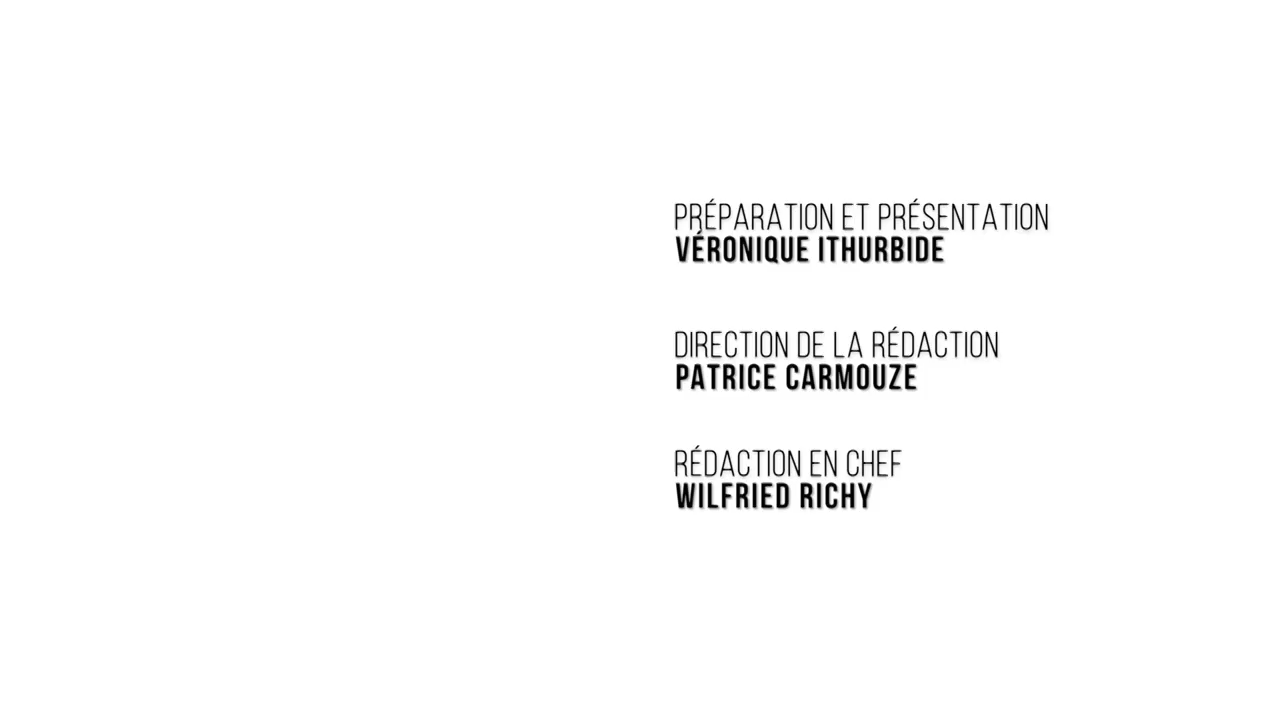 PRÉPARATION ET PRÉSENTATION
VÉRONIQUE ITHURBIDE
DIRECTION DE LA RÉDACTION
PATRICE CARMOUZE
RÉDACTION EN CHEF
WILFRIED RICHY